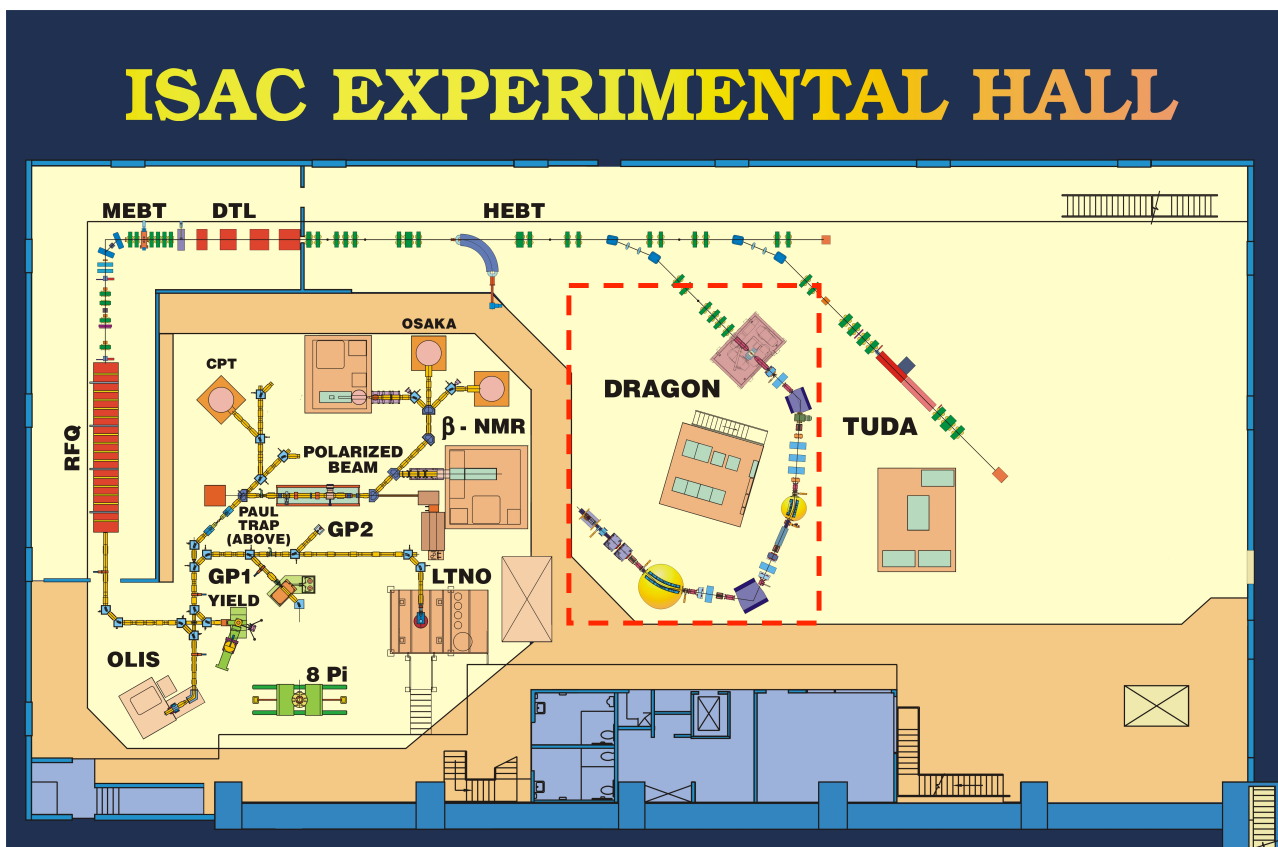 ISAC EXPERIMENTAL HALL
MEBT
DTL
HEBT
OSAKA
CPT
DRAGON
β - NMR
TUDA
RFQ
POLARIZED
BEAM
PAUL
TRAP
(ABOVE)
GP2
GP1
LTNO
YIELD
OLIS
8 Pi